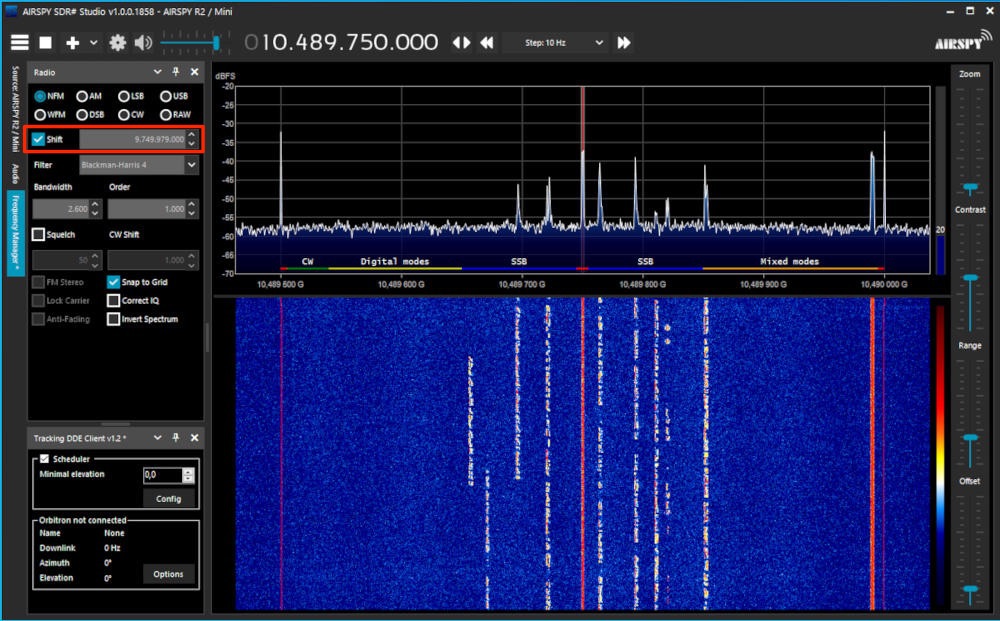 AIRSPY SDR# Studio v1.0.0.1858 - AIRSPY R2 / Mini
010.489.750.000
Step: 10 Hz
AIRSPY
Source: AIRSPY R2 / Mini
Audio
Frequency Manager *
Radio
NFM AM LSB USB
WFM DSB CW RAW
Shift 9.749.979.000
Filter Blackman-Harris 4
Bandwidth Order
2.600 1.000
Squelch CW Shift
50 1.000
FM Stereo Snap to Grid
Lock Carrier Correct IQ
Anti-Fading Invert Spectrum
Tracking DDE Client v1.2 *
Scheduler
Minimal elevation 0,0
Config
Orbitron not connected
Name None
Downlink 0 Hz
Azimuth 0°
Elevation 0°
Options
dBFS
-20
-25
-30
-35
-40
-45
-50
-55
-60
-65
-70
20
CW Digital modes SSB SSB Mixed modes
10,489 500 G 10,489 600 G 10,489 700 G 10,489 800 G 10,489 900 G 10,490 000 G
Zoom
Contrast
Range
Offset